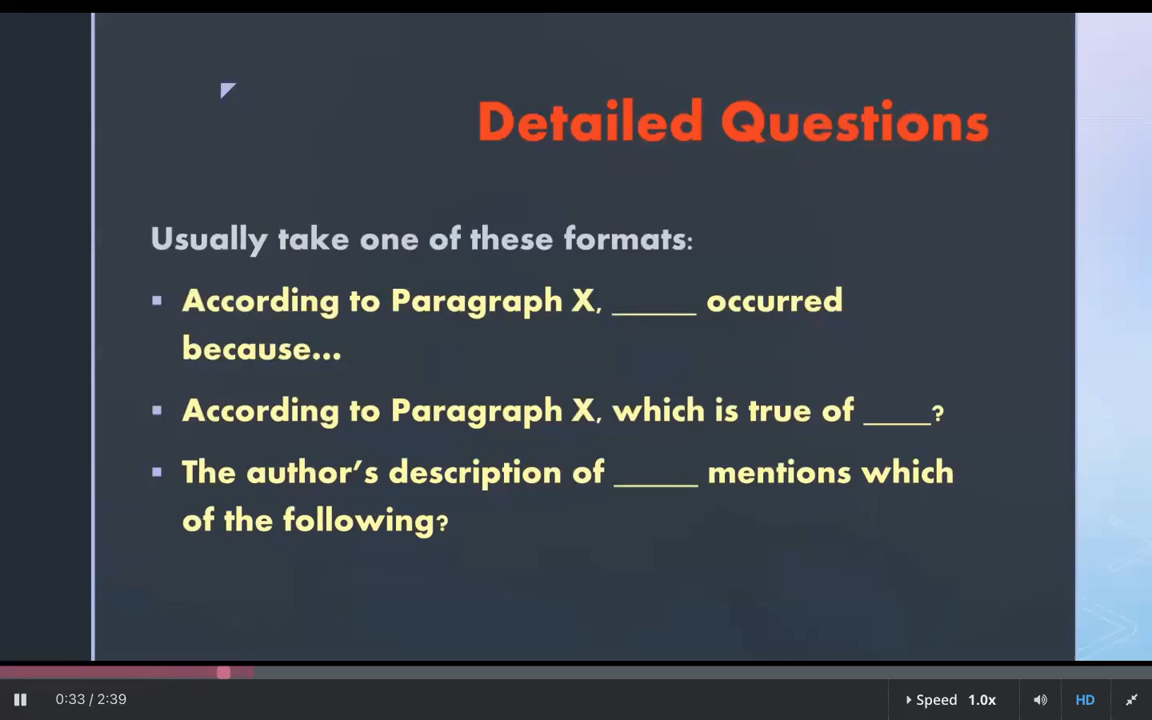 Detailed Questions
Usually take one of these formats:
▪ According to Paragraph X, _____ occurred
because...
▪ According to Paragraph X, which is true of ____?
▪ The author's description of _____ mentions which
of the following?
0:33 / 2:39 Speed 1.0x HD